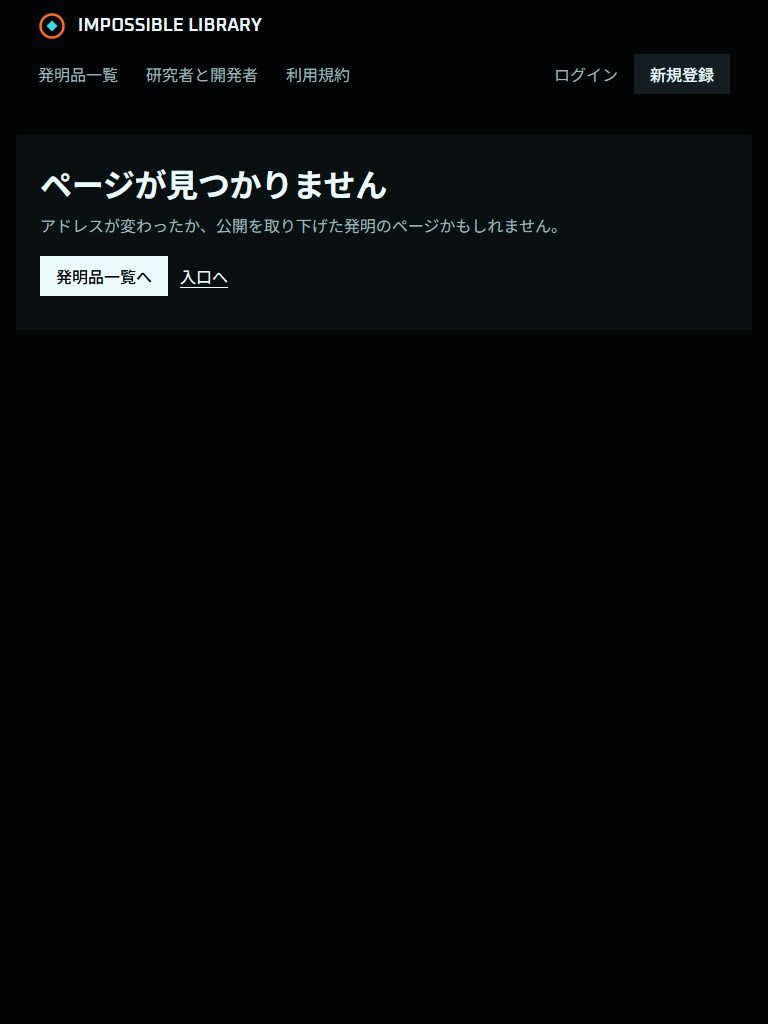 IMPOSSIBLE LIBRARY
発明品一覧 研究者と開発者 利用規約 ログイン 新規登録
ページが見つかりません
アドレスが変わったか、公開を取り下げた発明のページかもしれません。
発明品一覧へ 入口へ